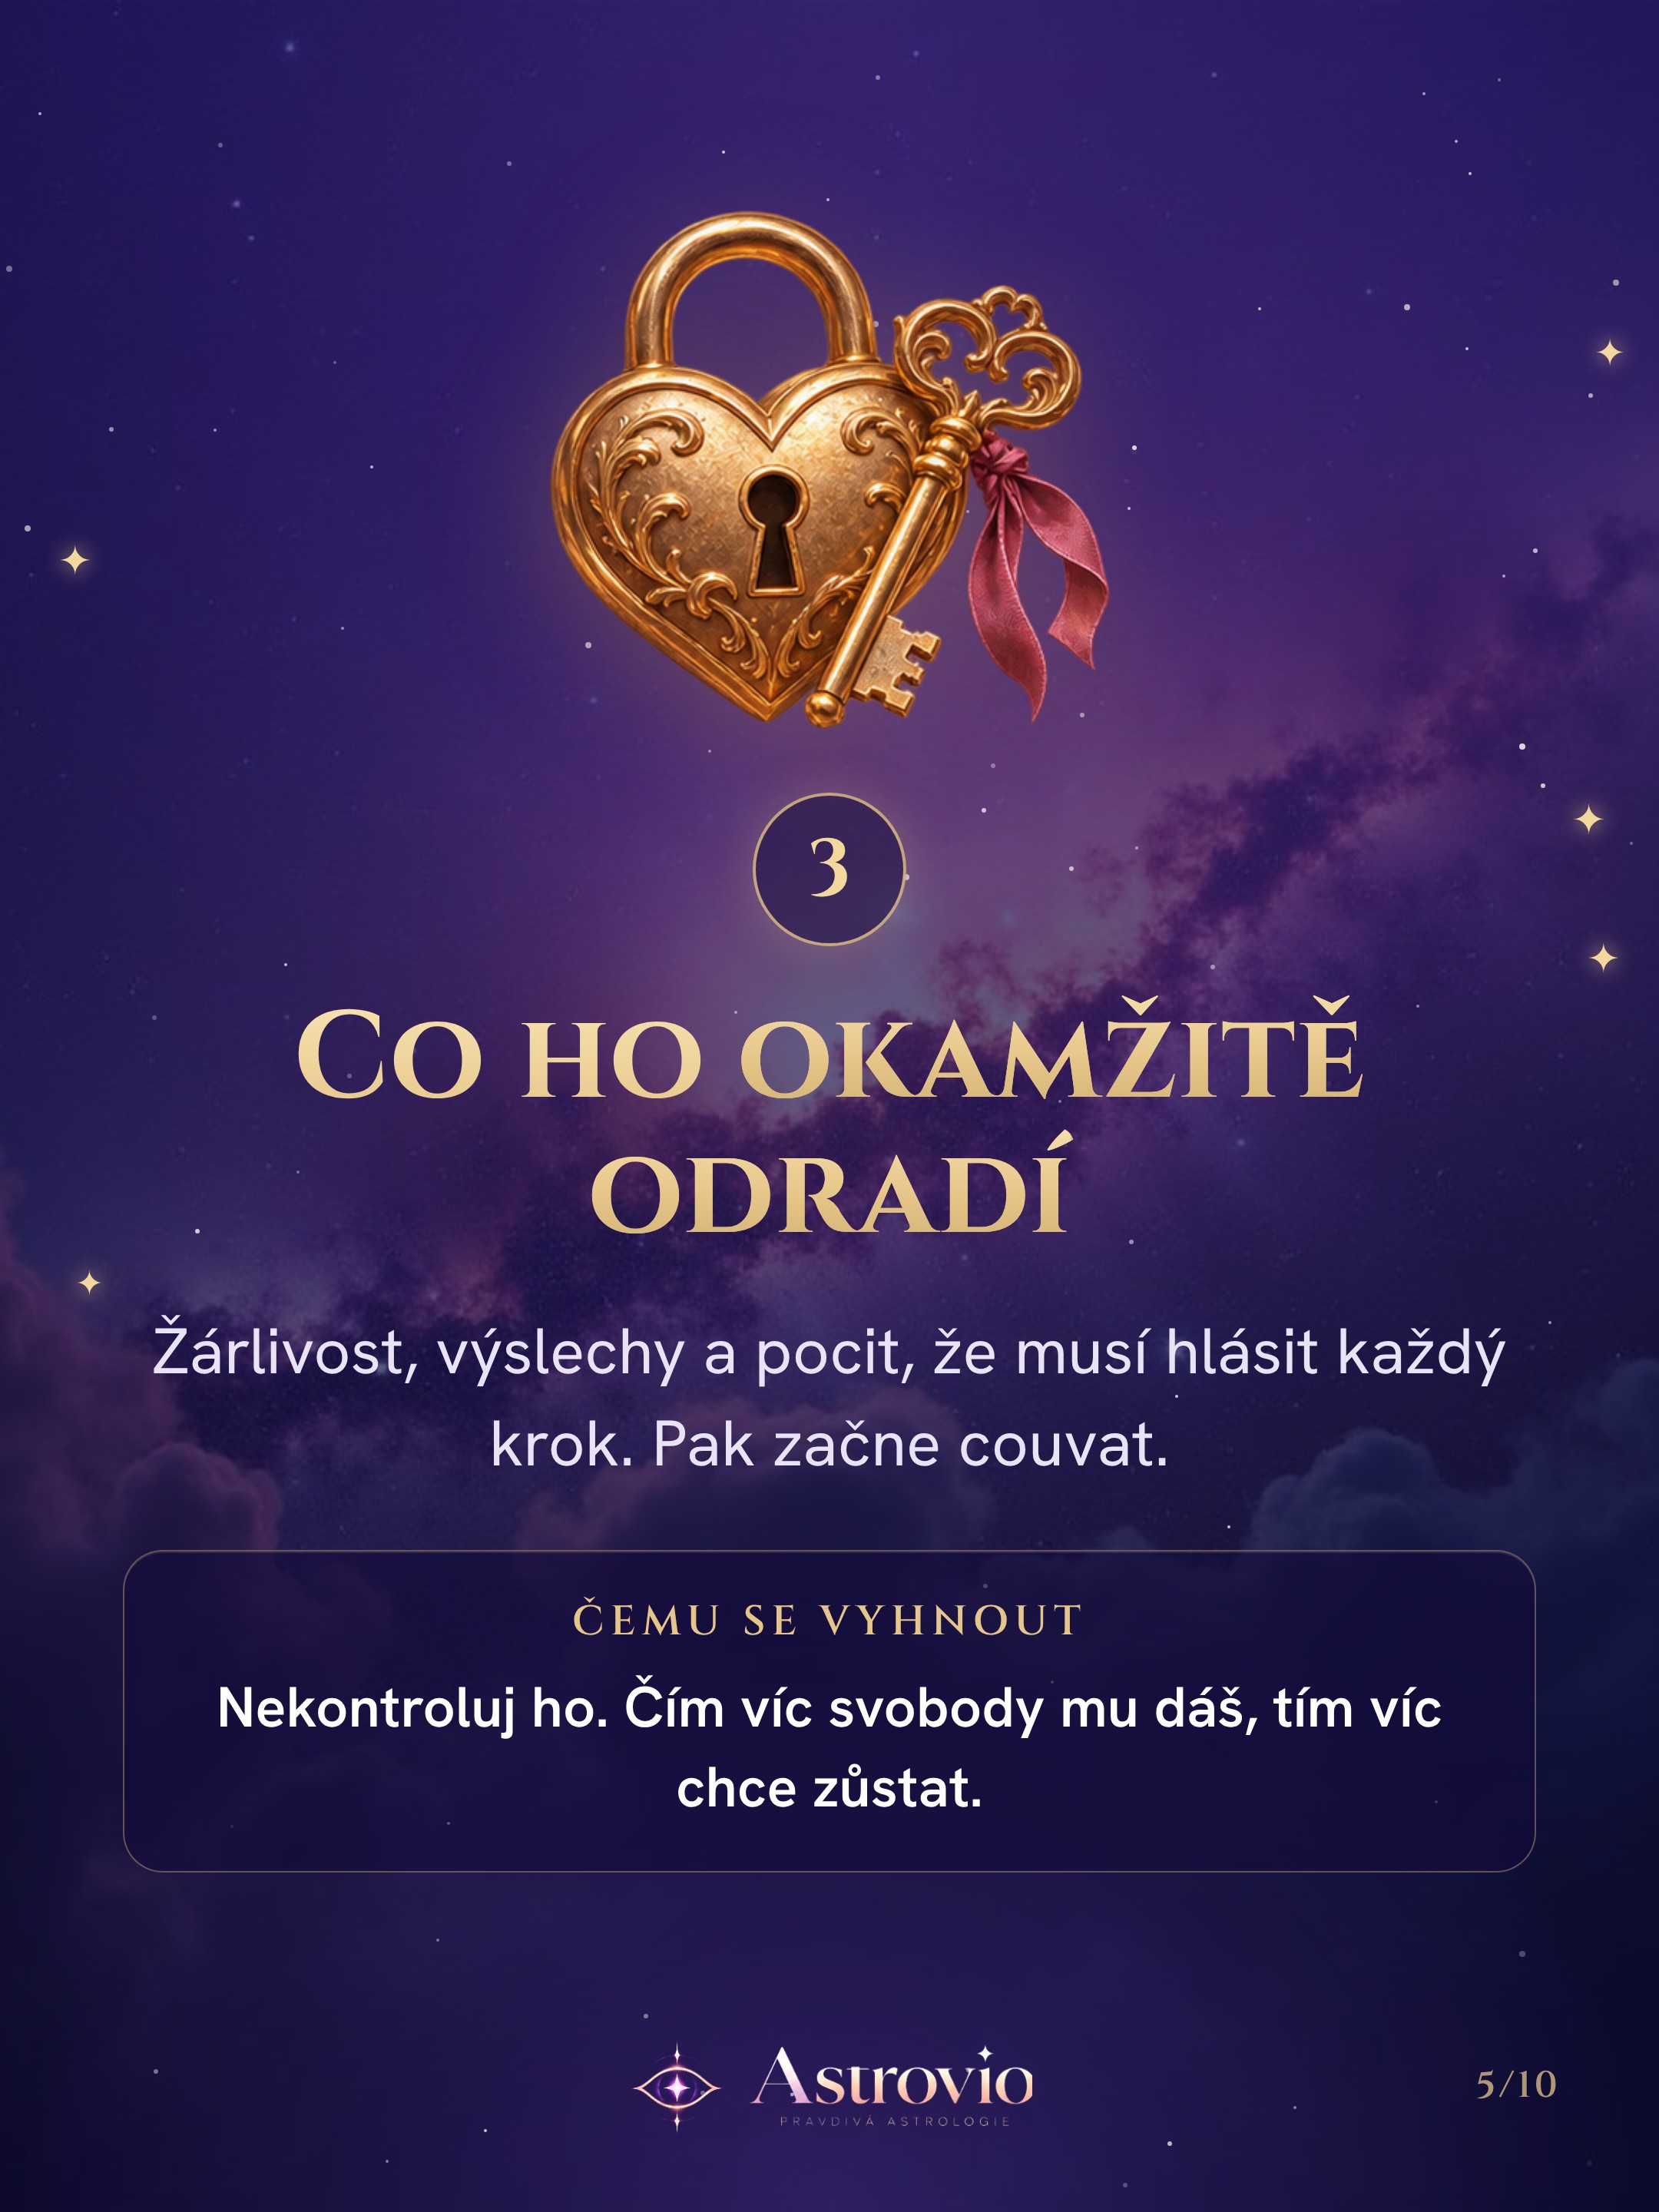 3
Co ho okamžitě
odradí
Žárlivost, výslechy a pocit, že musí hlásit každý
krok. Pak začne couvat.
ČEMU SE VYHNOUT
Nekontroluj ho. Čím víc svobody mu dáš, tím víc
chce zůstat.
Astrovio
PRAVDIVÁ ASTROLOGIE
5/10